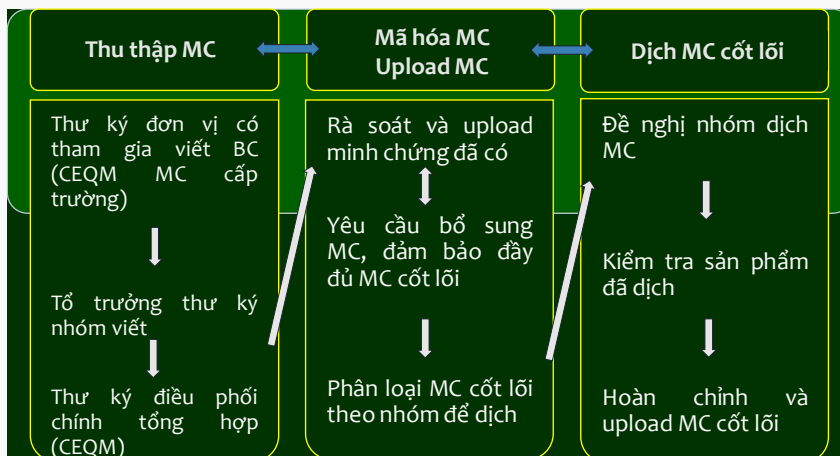 Thu thập MC
Mã hóa MC
Upload MC
Dịch MC cốt lõi
Thư ký đơn vị có
tham gia viết BC
(CEQM MC cấp
trường)
Tổ trưởng thư ký
nhóm viết
Thư ký điều phối
chính tổng hợp
(CEQM)
Rà soát và upload
minh chứng đã có
Yêu cầu bổ sung
MC, đảm bảo đầy
đủ MC cốt lõi
Phân loại MC cốt lõi
theo nhóm để dịch
Đề nghị nhóm dịch
MC
Kiểm tra sản phẩm
đã dịch
Hoàn chỉnh và
upload MC cốt lõi